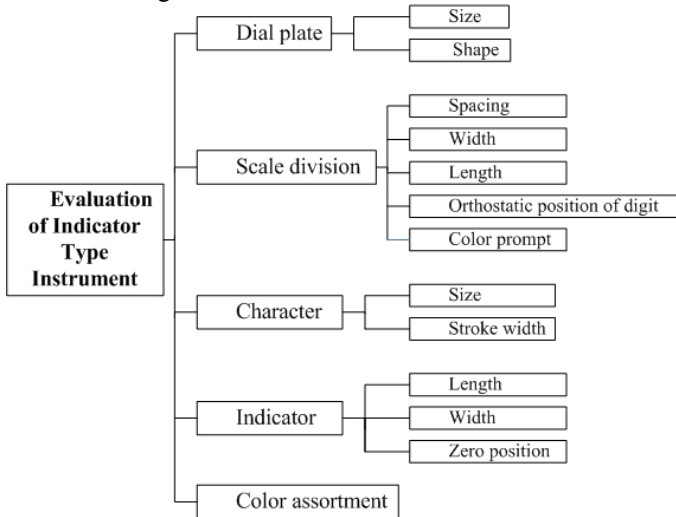 Dial plate
Size
Shape
Scale division
Spacing
Width
Length
Orthostatic position of digit
Color prompt
Evaluation
of Indicator
Type
Instrument
Character
Size
Stroke width
Indicator
Length
Width
Zero position
Color assortment